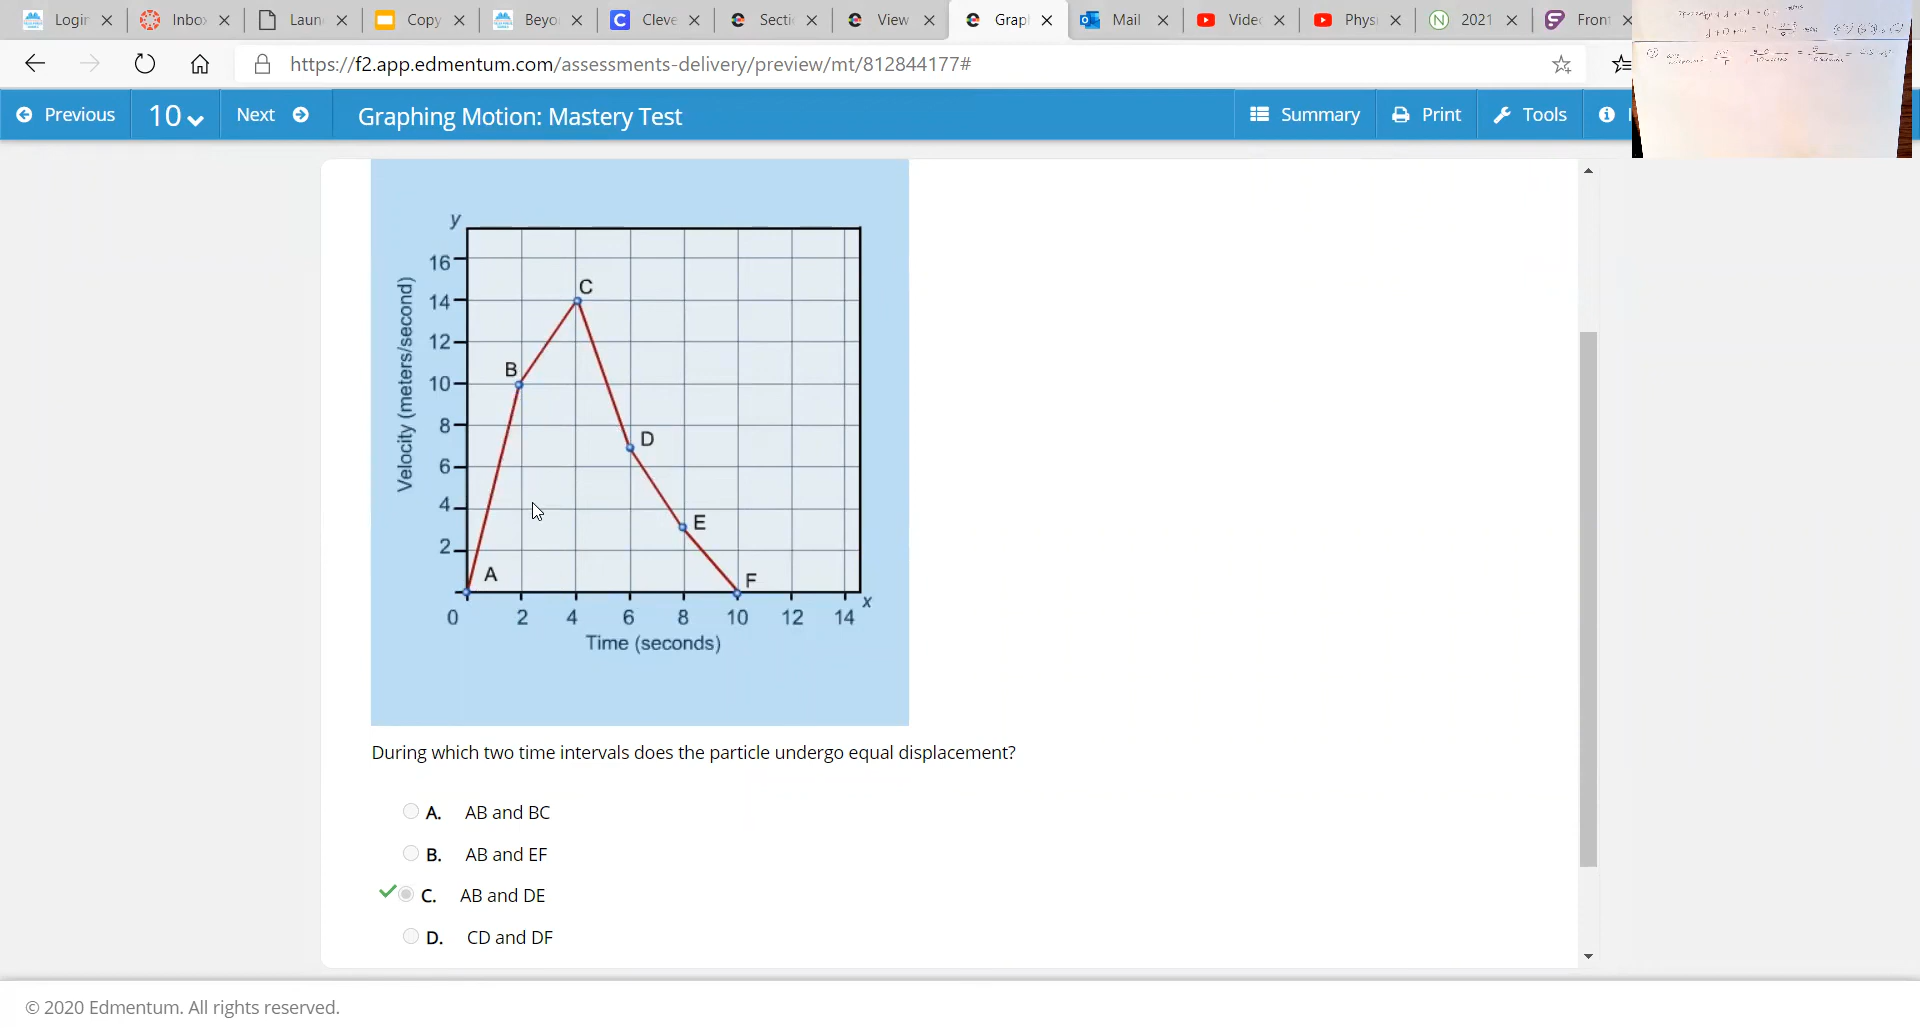 Login
Inbo
Laun
Copy
Beyo
Cleve
Secti
View
Grap
Mail
Vide
Phys
2021
Fron
https://f2.app.edmentum.com/assessments-delivery/preview/mt/812844177#
Previous
10
Next
Graphing Motion: Mastery Test
Summary
Print
Tools
y
16
14
12
10
8
6
4
2
Velocity (meters/second)
A
B
C
D
E
F
x
0 2 4 6 8 10 12 14
Time (seconds)
During which two time intervals does the particle undergo equal displacement?
A. AB and BC
B. AB and EF
C. AB and DE
D. CD and DF
© 2020 Edmentum. All rights reserved.